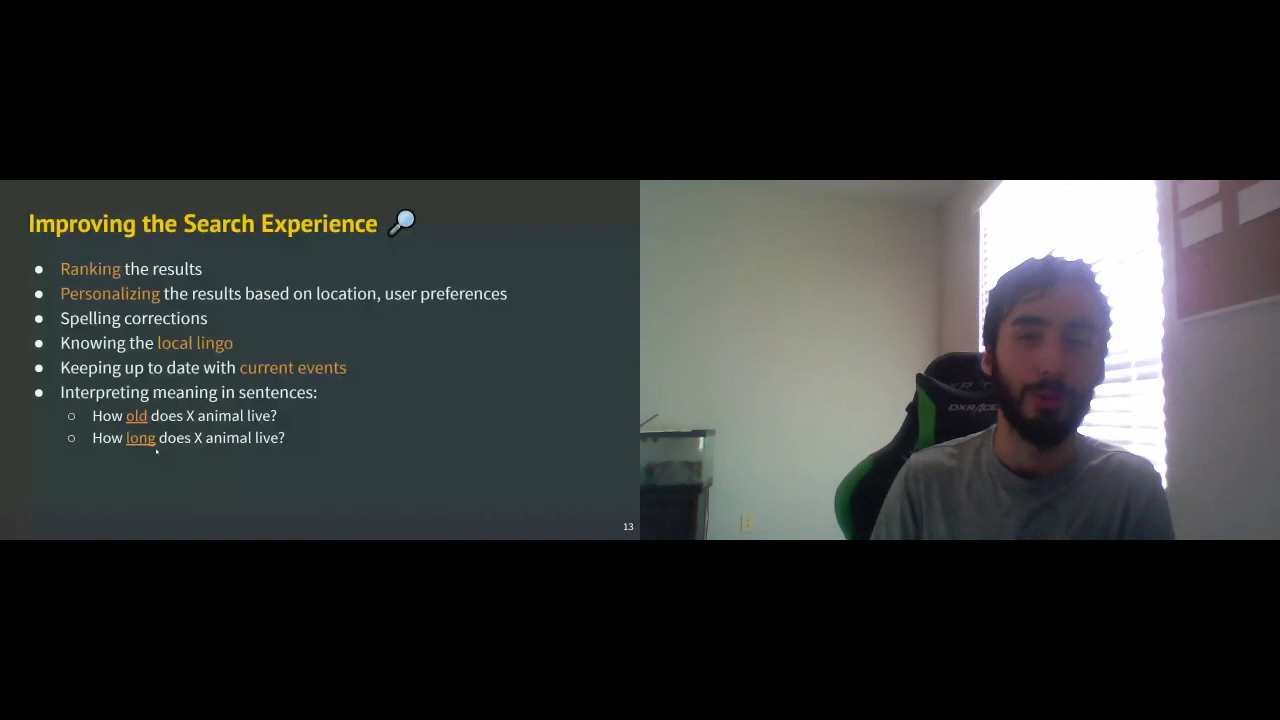 Improving the Search Experience 🔎
● Ranking the results
● Personalizing the results based on location, user preferences
● Spelling corrections
● Knowing the local lingo
● Keeping up to date with current events
● Interpreting meaning in sentences:
○ How old does X animal live?
○ How long does X animal live?
13